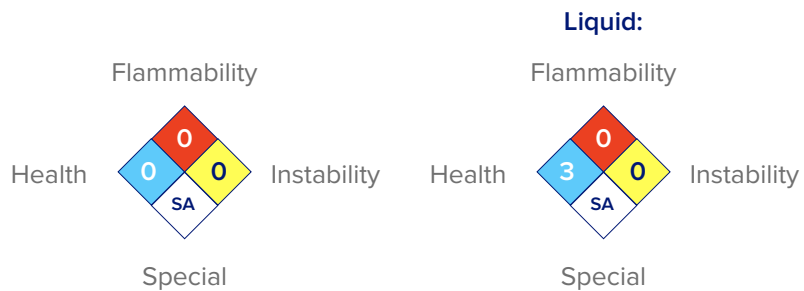 Liquid:
Flammability Flammability
0 0
Health 0 0 Instability Health 3 0 Instability
SA SA
Special Special